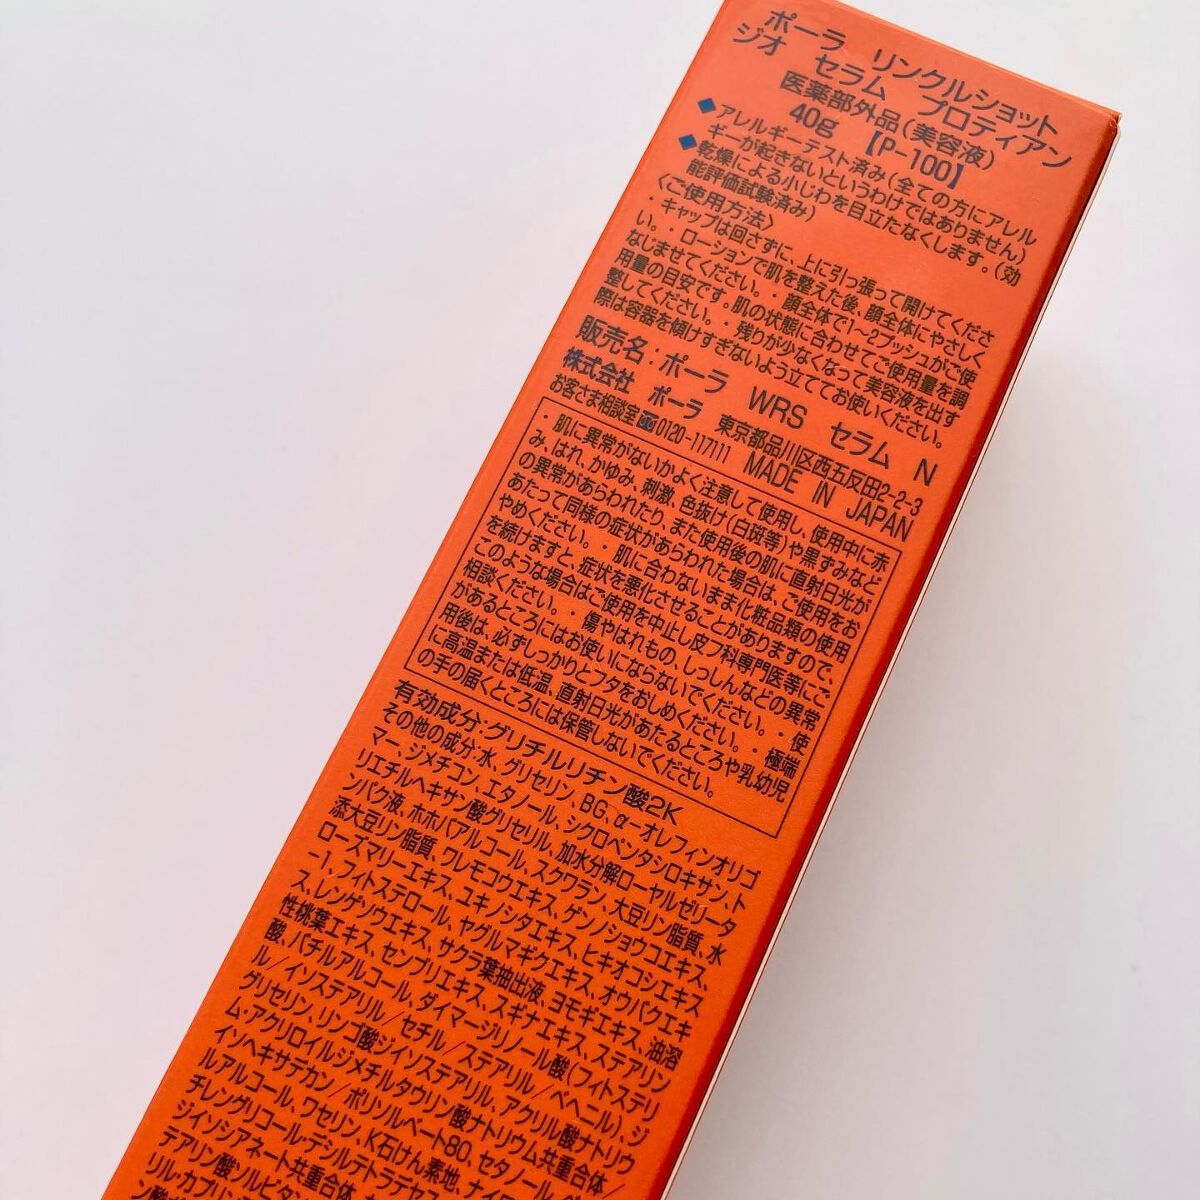 ポーラ リンクルショット
ジオ セラム プロティアン
医薬部外品(美容液)
40g 【P-100】
◆アレルギーテスト済み(全ての方にアレル
ギーが起きないというわけではありません)
◆乾燥による小じわを目立たなくします。(効
能評価試験済み)
〈ご使用方法〉
・キャップは回さずに、上に引っ張って開けてくださ
い。・ローションで肌を整えた後、顔全体にやさしく
なじませてください。・顔全体で1~2プッシュがご使
用量の目安です。肌の状態に合わせてご使用量を調
整してください。・残りが少なくなって美容液を出す
際は容器を傾けすぎないよう立ててお使いください。
販売名:ポーラ WRS セラム N
株式会社 ポーラ 東京都品川区西五反田2-2-3
お客さま相談室 0120-117111 MADE IN JAPAN
・肌に異常がないかよく注意して使用し、使用中に赤
み、はれ、かゆみ、刺激、色抜け(白斑等)や黒ずみなど
の異常があらわれたり、また使用後の肌に直射日光が
あたって同様の症状があらわれた場合は、ご使用をお
やめください。・肌に合わないまま化粧品類の使用
を続けますと、症状を悪化させることがありますので、
このような場合はご使用を中止し皮フ科専門医等にご
相談ください。・傷やはれもの、しっしんなどの異常
があるところにはお使いにならないでください。・使
用後は、必ずしっかりとフタをおしめください。・極端
に高温または低温、直射日光があたるところや乳幼児
の手の届くところには保管しないでください。
有効成分:グリチルリチン酸2K
その他の成分:水、グリセリン、BG、α-オレフィンオリゴ
マー、ジメチコン、エタノール、シクロペンタシロキサン、ト
リエチルヘキサン酸グリセリル、加水分解ローヤルゼリータ
ンパク液、ホホバアルコール、スクワラン、大豆リン脂質、水
添大豆リン脂質、ワレモコウエキス、ゲンノショウコエキス、
ローズマリーエキス、ユキノシタエキス、ヒキオコシエキス
-1、フィトステロール、ヤグルマギクエキス、オウバクエキ
ス、レンゲソウエキス、サクラ葉抽出液、ヨモギエキス、油溶
性桃葉エキス、センブリエキス、スギナエキス、ステアリン
酸、バチルアルコール、ダイマージリノール酸(フィトステリ
ル/イソステアリル/セチル/ステアリル/ベヘニル)、ジ
グリセリン、リンゴ酸ジイソステアリル、アクリル酸ナトリウ
ム・アクリロイルジメチルタウリン酸ナトリウム共重合体/
イソヘキサデカン/ポリソルベート80、セタノール、
ルアルコール、ワセリン、K石けん素地、
チレングリコール・デシルテトラデ
ジイソシアネート共重合体、
テアリン酸ソルビタン
リル・カプリン